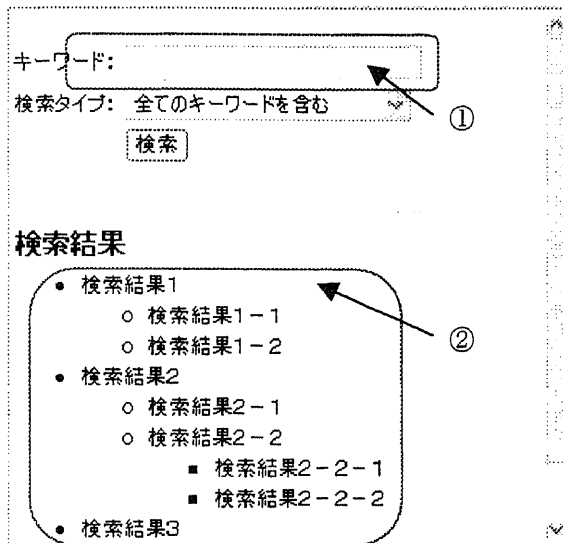 キーワード:
①
検索タイプ: 全てのキーワードを含む
検索
検索結果
• 検索結果1
○ 検索結果1-1
○ 検索結果1-2
②
• 検索結果2
○ 検索結果2-1
○ 検索結果2-2
■ 検索結果2-2-1
■ 検索結果2-2-2
• 検索結果3